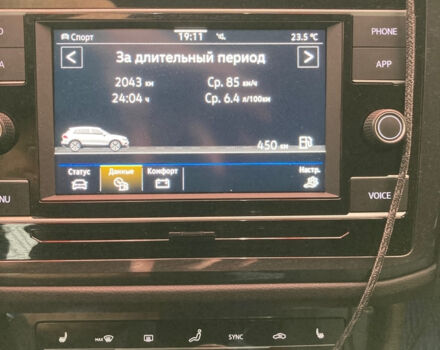 Спорт 19:11 23.5 °C
PHONE
< За длительный период >
APP
2043 км Ср. 85 км/ч
24:04 ч Ср. 6.4 л/100км
450 км
Статус Данные Комфорт Настр.
VOICE
MAX SYNC